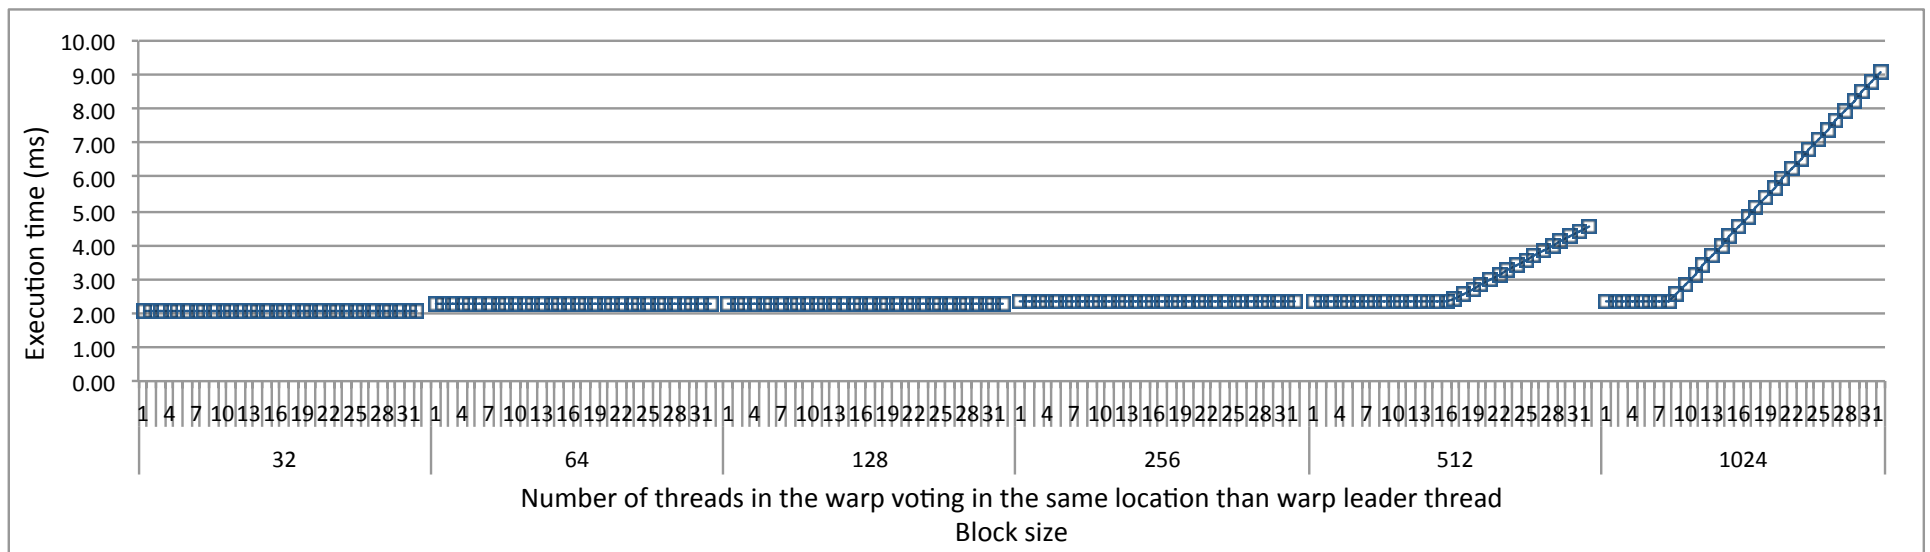 10.00
9.00
8.00
7.00
6.00
5.00
4.00
3.00
2.00
1.00
0.00
Execution time (ms)
1 4 7 10 13 16 19 22 25 28 31 1 4 7 10 13 16 19 22 25 28 31 1 4 7 10 13 16 19 22 25 28 31 1 4 7 10 13 16 19 22 25 28 31 1 4 7 10 13 16 19 22 25 28 31 1 4 7 10 13 16 19 22 25 28 31
32 64 128 256 512 1024
Number of threads in the warp voting in the same location than warp leader thread
Block size